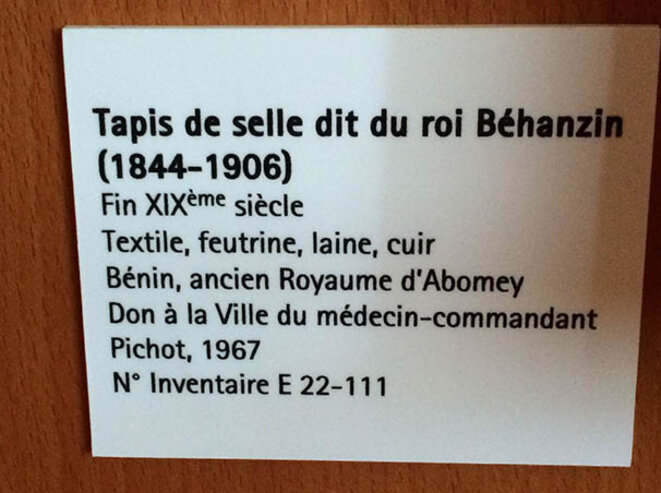 Tapis de selle dit du roi Béhanzin
(1844-1906)
Fin XIXème siècle
Textile, feutrine, laine, cuir
Bénin, ancien Royaume d'Abomey
Don à la Ville du médecin-commandant
Pichot, 1967
N° Inventaire E 22-111